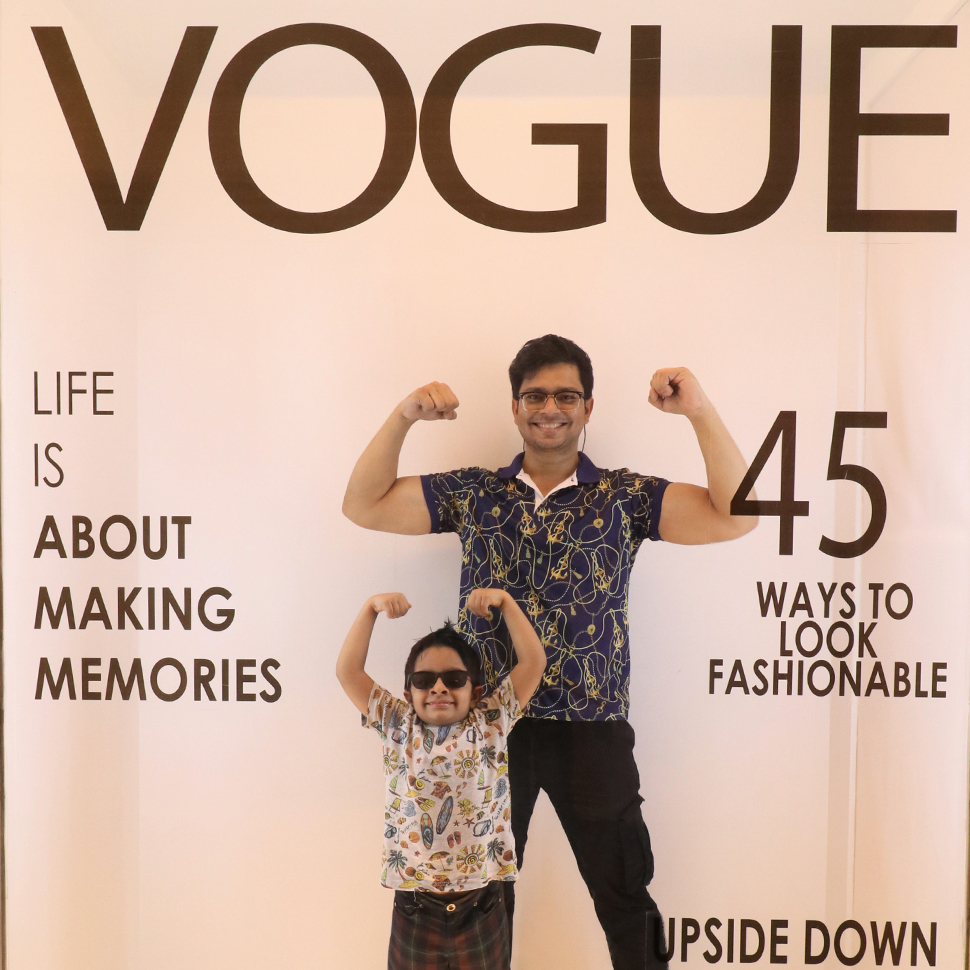 VOGUE
LIFE
IS
ABOUT
MAKING
MEMORIES
45
WAYS TO
LOOK
FASHIONABLE
UPSIDE DOWN